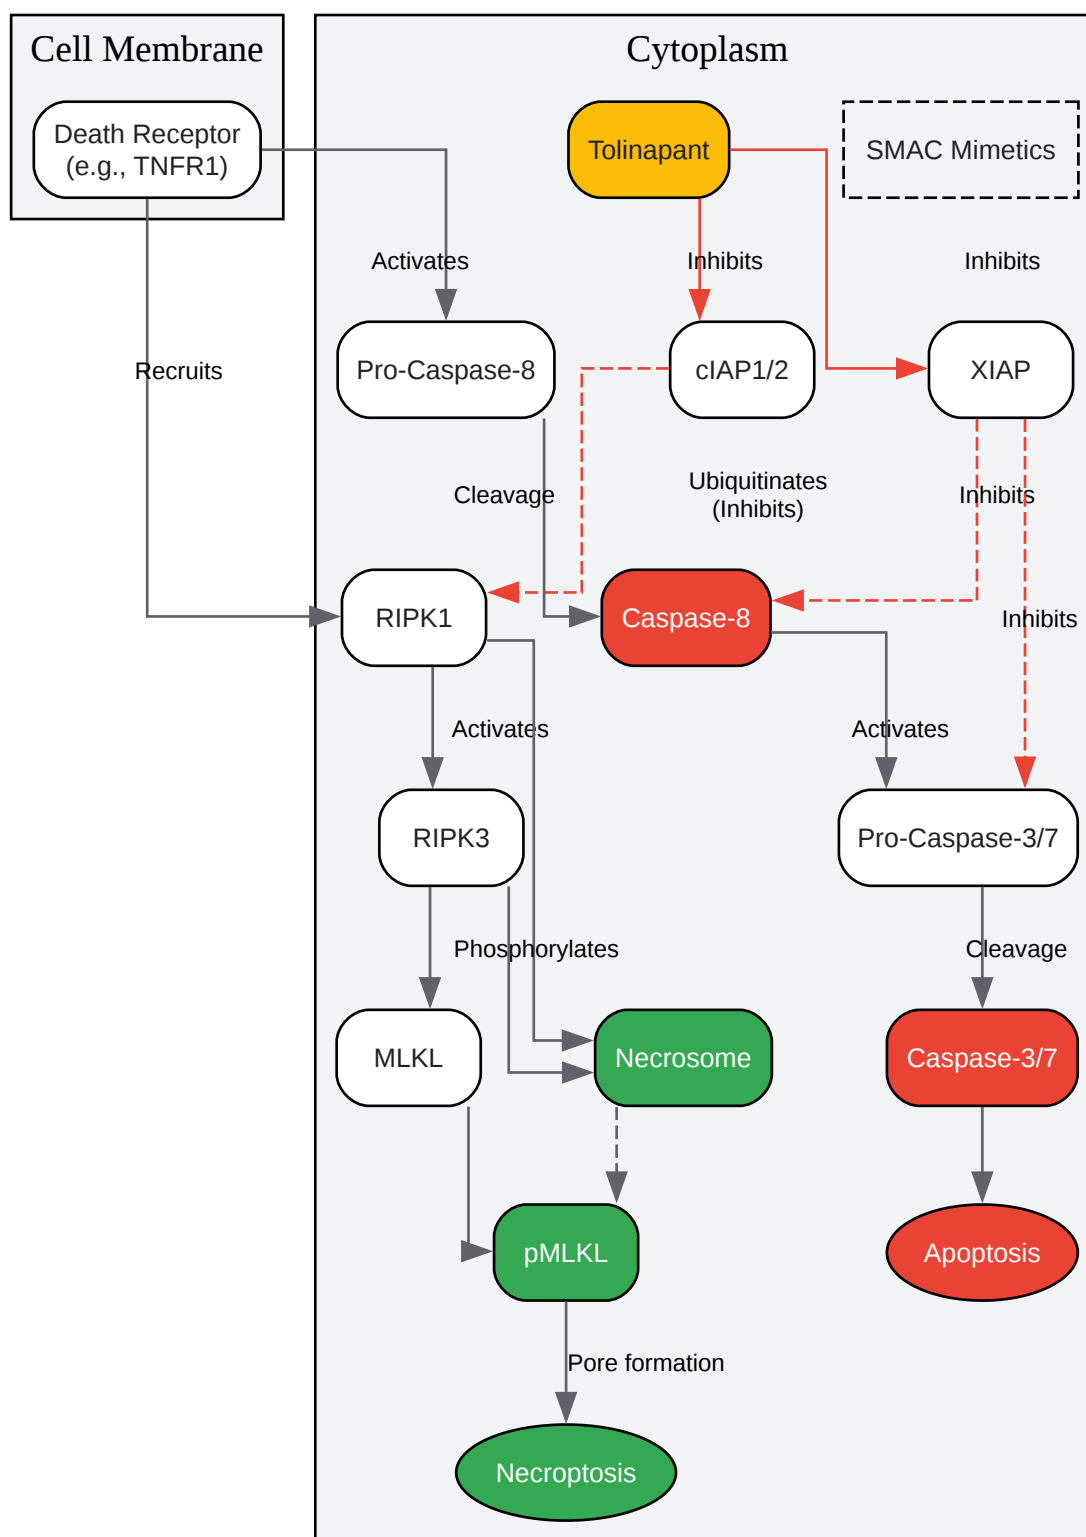 Cell Membrane
Cytoplasm
Death Receptor
(e.g., TNFR1)
Tolinapant
SMAC Mimetics
Activates
Inhibits
Inhibits
Recruits
Pro-Caspase-8
cIAP1/2
XIAP
Cleavage
Ubiquitinates
(Inhibits)
Inhibits
RIPK1
Caspase-8
Inhibits
Activates
Activates
RIPK3
Pro-Caspase-3/7
Phosphorylates
Cleavage
MLKL
Necrosome
Caspase-3/7
pMLKL
Apoptosis
Pore formation
Necroptosis